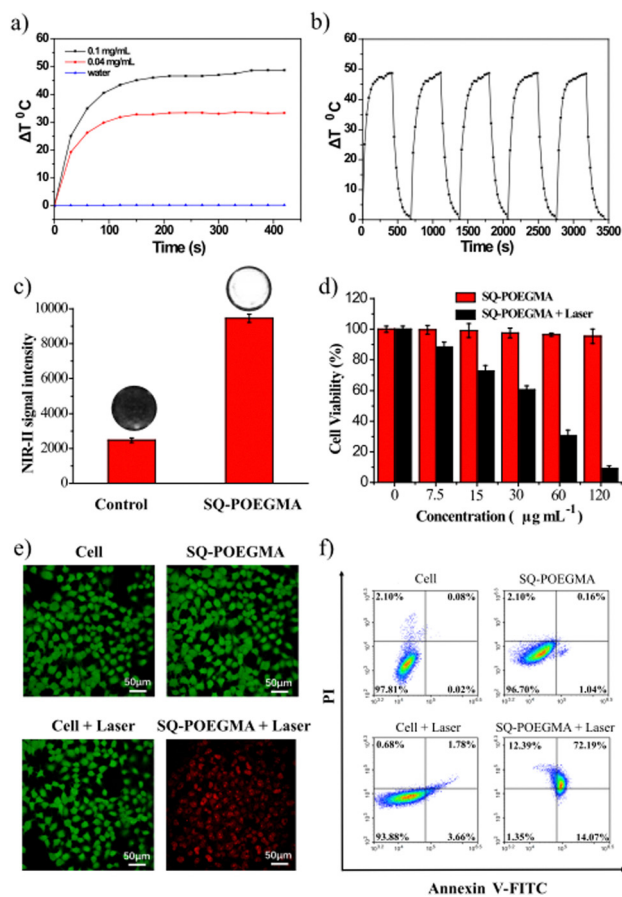 a)
0.1 mg/mL
0.04 mg/mL
water
ΔT ⁰C
60
50
40
30
20
10
0
0 100 200 300 400
Time (s)
b)
ΔT ⁰C
60
50
40
30
20
10
0
0 500 1000 1500 2000 2500 3000 3500
Time (s)
c)
NIR-II signal intensity
10000
8000
6000
4000
2000
0
Control SQ-POEGMA
d)
SQ-POEGMA
SQ-POEGMA + Laser
Cell Viability (%)
120
100
80
60
40
20
0
0 7.5 15 30 60 120
Concentration ( μg mL⁻¹)
e)
Cell SQ-POEGMA
50μm 50μm
Cell + Laser SQ-POEGMA + Laser
50μm 50μm
f)
PI
Cell SQ-POEGMA
2.10% 0.08% 2.10% 0.16%
97.81% 0.02% 96.70% 1.04%
Cell + Laser SQ-POEGMA + Laser
0.68% 1.78% 12.39% 72.19%
93.88% 3.66% 1.35% 14.07%
Annexin V-FITC